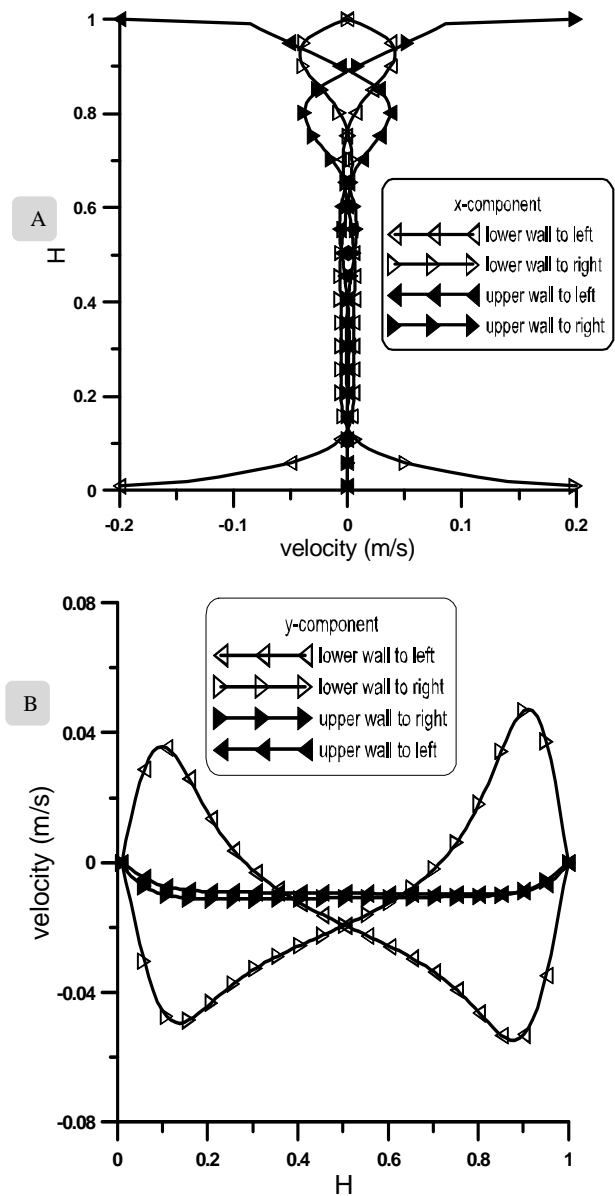 1
0.8
0.6
0.4
0.2
0
H
A
x-component
lower wall to left
lower wall to right
upper wall to left
upper wall to right
-0.2 -0.1 0 0.1 0.2
velocity (m/s)
B
0.08
0.04
0
-0.04
-0.08
velocity (m/s)
y-component
lower wall to left
lower wall to right
upper wall to right
upper wall to left
0 0.2 0.4 0.6 0.8 1
H